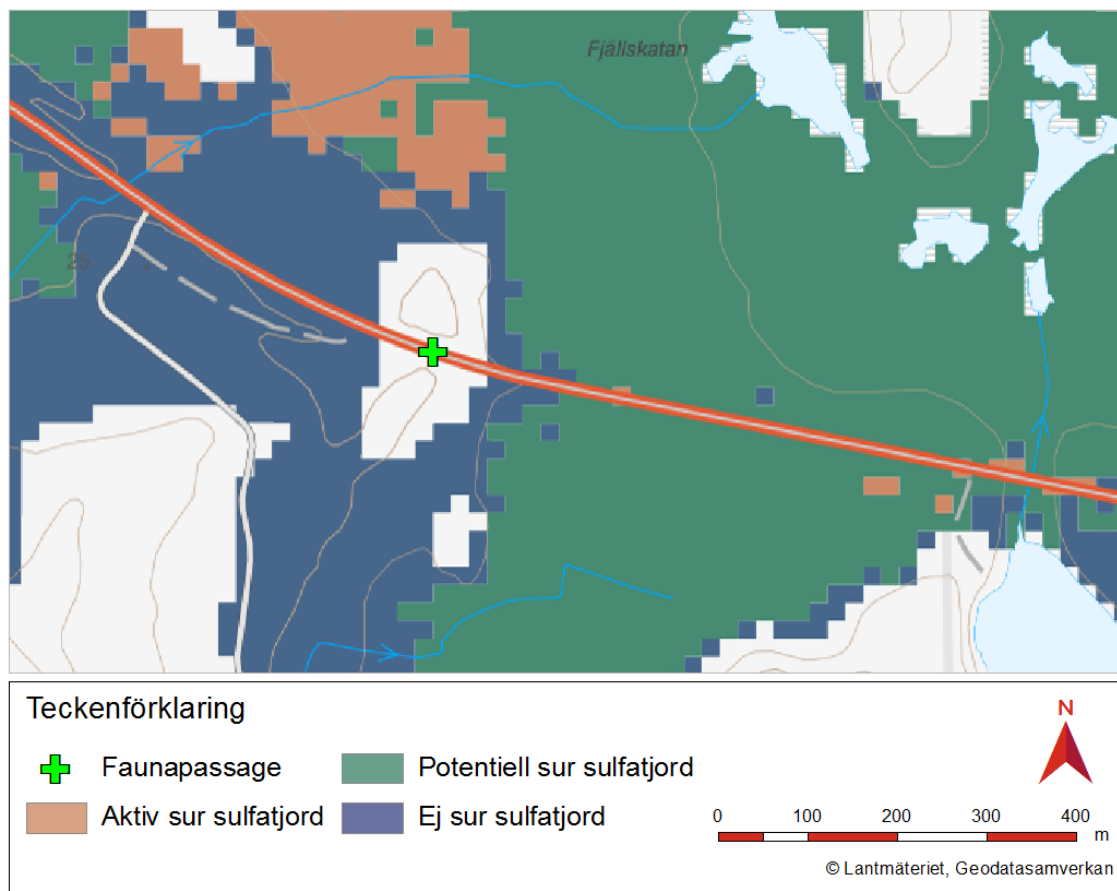 Fjällskatan
26
Teckenförklaring
Faunapassage
Potentiell sur sulfatjord
Aktiv sur sulfatjord
Ej sur sulfatjord
N
0 100 200 300 400
m
© Lantmäteriet, Geodatasamverkan